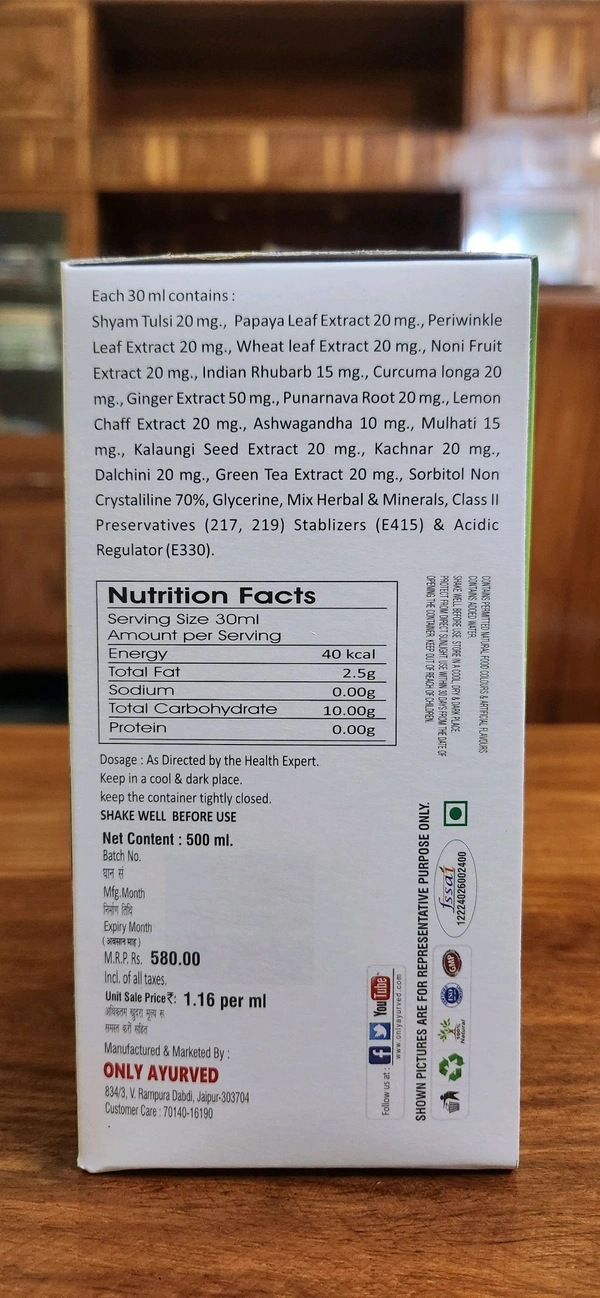 Each 30 ml contains :
Shyam Tulsi 20 mg., Papaya Leaf Extract 20 mg., Periwinkle
Leaf Extract 20 mg., Wheat leaf Extract 20 mg., Noni Fruit
Extract 20 mg., Indian Rhubarb 15 mg., Curcuma longa 20
mg., Ginger Extract 50 mg., Punarnava Root 20 mg., Lemon
Chaff Extract 20 mg., Ashwagandha 10 mg., Mulhati 15
mg., Kalaungi Seed Extract 20 mg., Kachnar 20 mg.,
Dalchini 20 mg., Green Tea Extract 20 mg., Sorbitol Non
Crystaliline 70%, Glycerine, Mix Herbal & Minerals, Class II
Preservatives (217, 219) Stablizers (E415) & Acidic
Regulator (E330).
Nutrition Facts
Serving Size 30ml
Amount per Serving
Energy 40 kcal
Total Fat 2.5g
Sodium 0.00g
Total Carbohydrate 10.00g
Protein 0.00g
CONTAINS PERMITTED NATURAL FOOD COLOURS & ARTIFICIAL FLAVOURS
CONTAINS ADDED WATER.
SHAKE WELL BEFORE USE. STORE IN A COOL, DRY & DARK PLACE.
PROTECT FROM DIRECT SUNLIGHT. USE WITHIN 30 DAYS FROM THE DATE OF
OPENING THE CONTAINER. KEEP OUT OF REACH OF CHILDREN.
Dosage : As Directed by the Health Expert.
Keep in a cool & dark place.
keep the container tightly closed.
SHAKE WELL BEFORE USE
Net Content : 500 ml.
Batch No.
घान सं
Mfg.Month
निर्माण तिथि
Expiry Month
(अवसान माह)
M.R.P. Rs. 580.00
Incl. of all taxes.
Unit Sale Price₹: 1.16 per ml
अधिकतम खुदरा मूल्य रू
समस्त करों सहित
Manufactured & Marketed By :
ONLY AYURVED
834/3, V. Rampura Dabdi, Jaipur-303704
Customer Care : 70140-16190
Follow us at :
YouTube
www.onlyayurved.com
SHOWN PICTURES ARE FOR REPRESENTATIVE PURPOSE ONLY.
fssai
12224026002400
GMP
ISO
100%
Natural